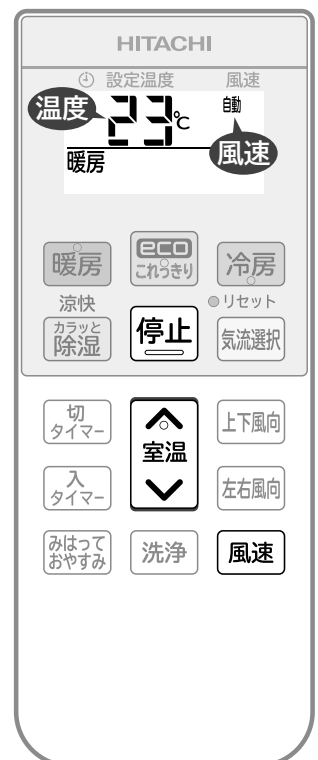 HITACHI
設定温度 風速
温度 23℃ 自動
暖房 風速
暖房 eco これっきり 冷房
涼快 リセット
カラッと除湿 停止 気流選択
切タイマー 室温 上下風向
入タイマー 左右風向
みはっておやすみ 洗浄 風速